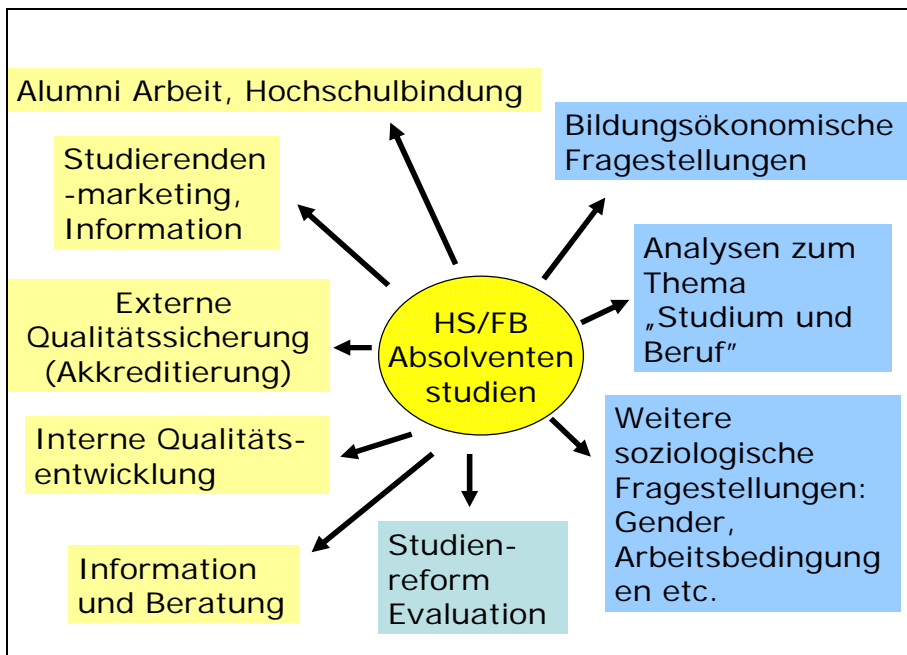 Alumni Arbeit, Hochschulbindung
Studierenden
-marketing,
Information
Externe
Qualitätssicherung
(Akkreditierung)
Interne Qualitäts-
entwicklung
Information
und Beratung
HS/FB
Absolventen
studien
Studien-
reform
Evaluation
Bildungsökonomische
Fragestellungen
Analysen zum
Thema
„Studium und
Beruf”
Weitere
soziologische
Fragestellungen:
Gender,
Arbeitsbedingung
en etc.